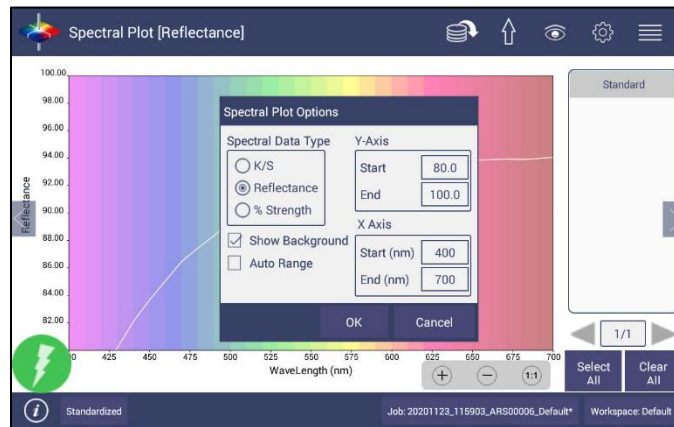 Spectral Plot [Reflectance]
100.00
98.00
96.00
94.00
92.00
90.00
88.00
86.00
84.00
82.00
Reflectance
Spectral Plot Options
Spectral Data Type
K/S
Reflectance
% Strength
Show Background
Auto Range
Y-Axis
Start 80.0
End 100.0
X Axis
Start (nm) 400
End (nm) 700
OK Cancel
425 450 475 500 525 550 575 600 625 650 675 700
WaveLength (nm)
1:1
Standard
1/1
Select All
Clear All
i
Standardized
Job: 20201123_115903_ARS00006_Default*
Workspace: Default